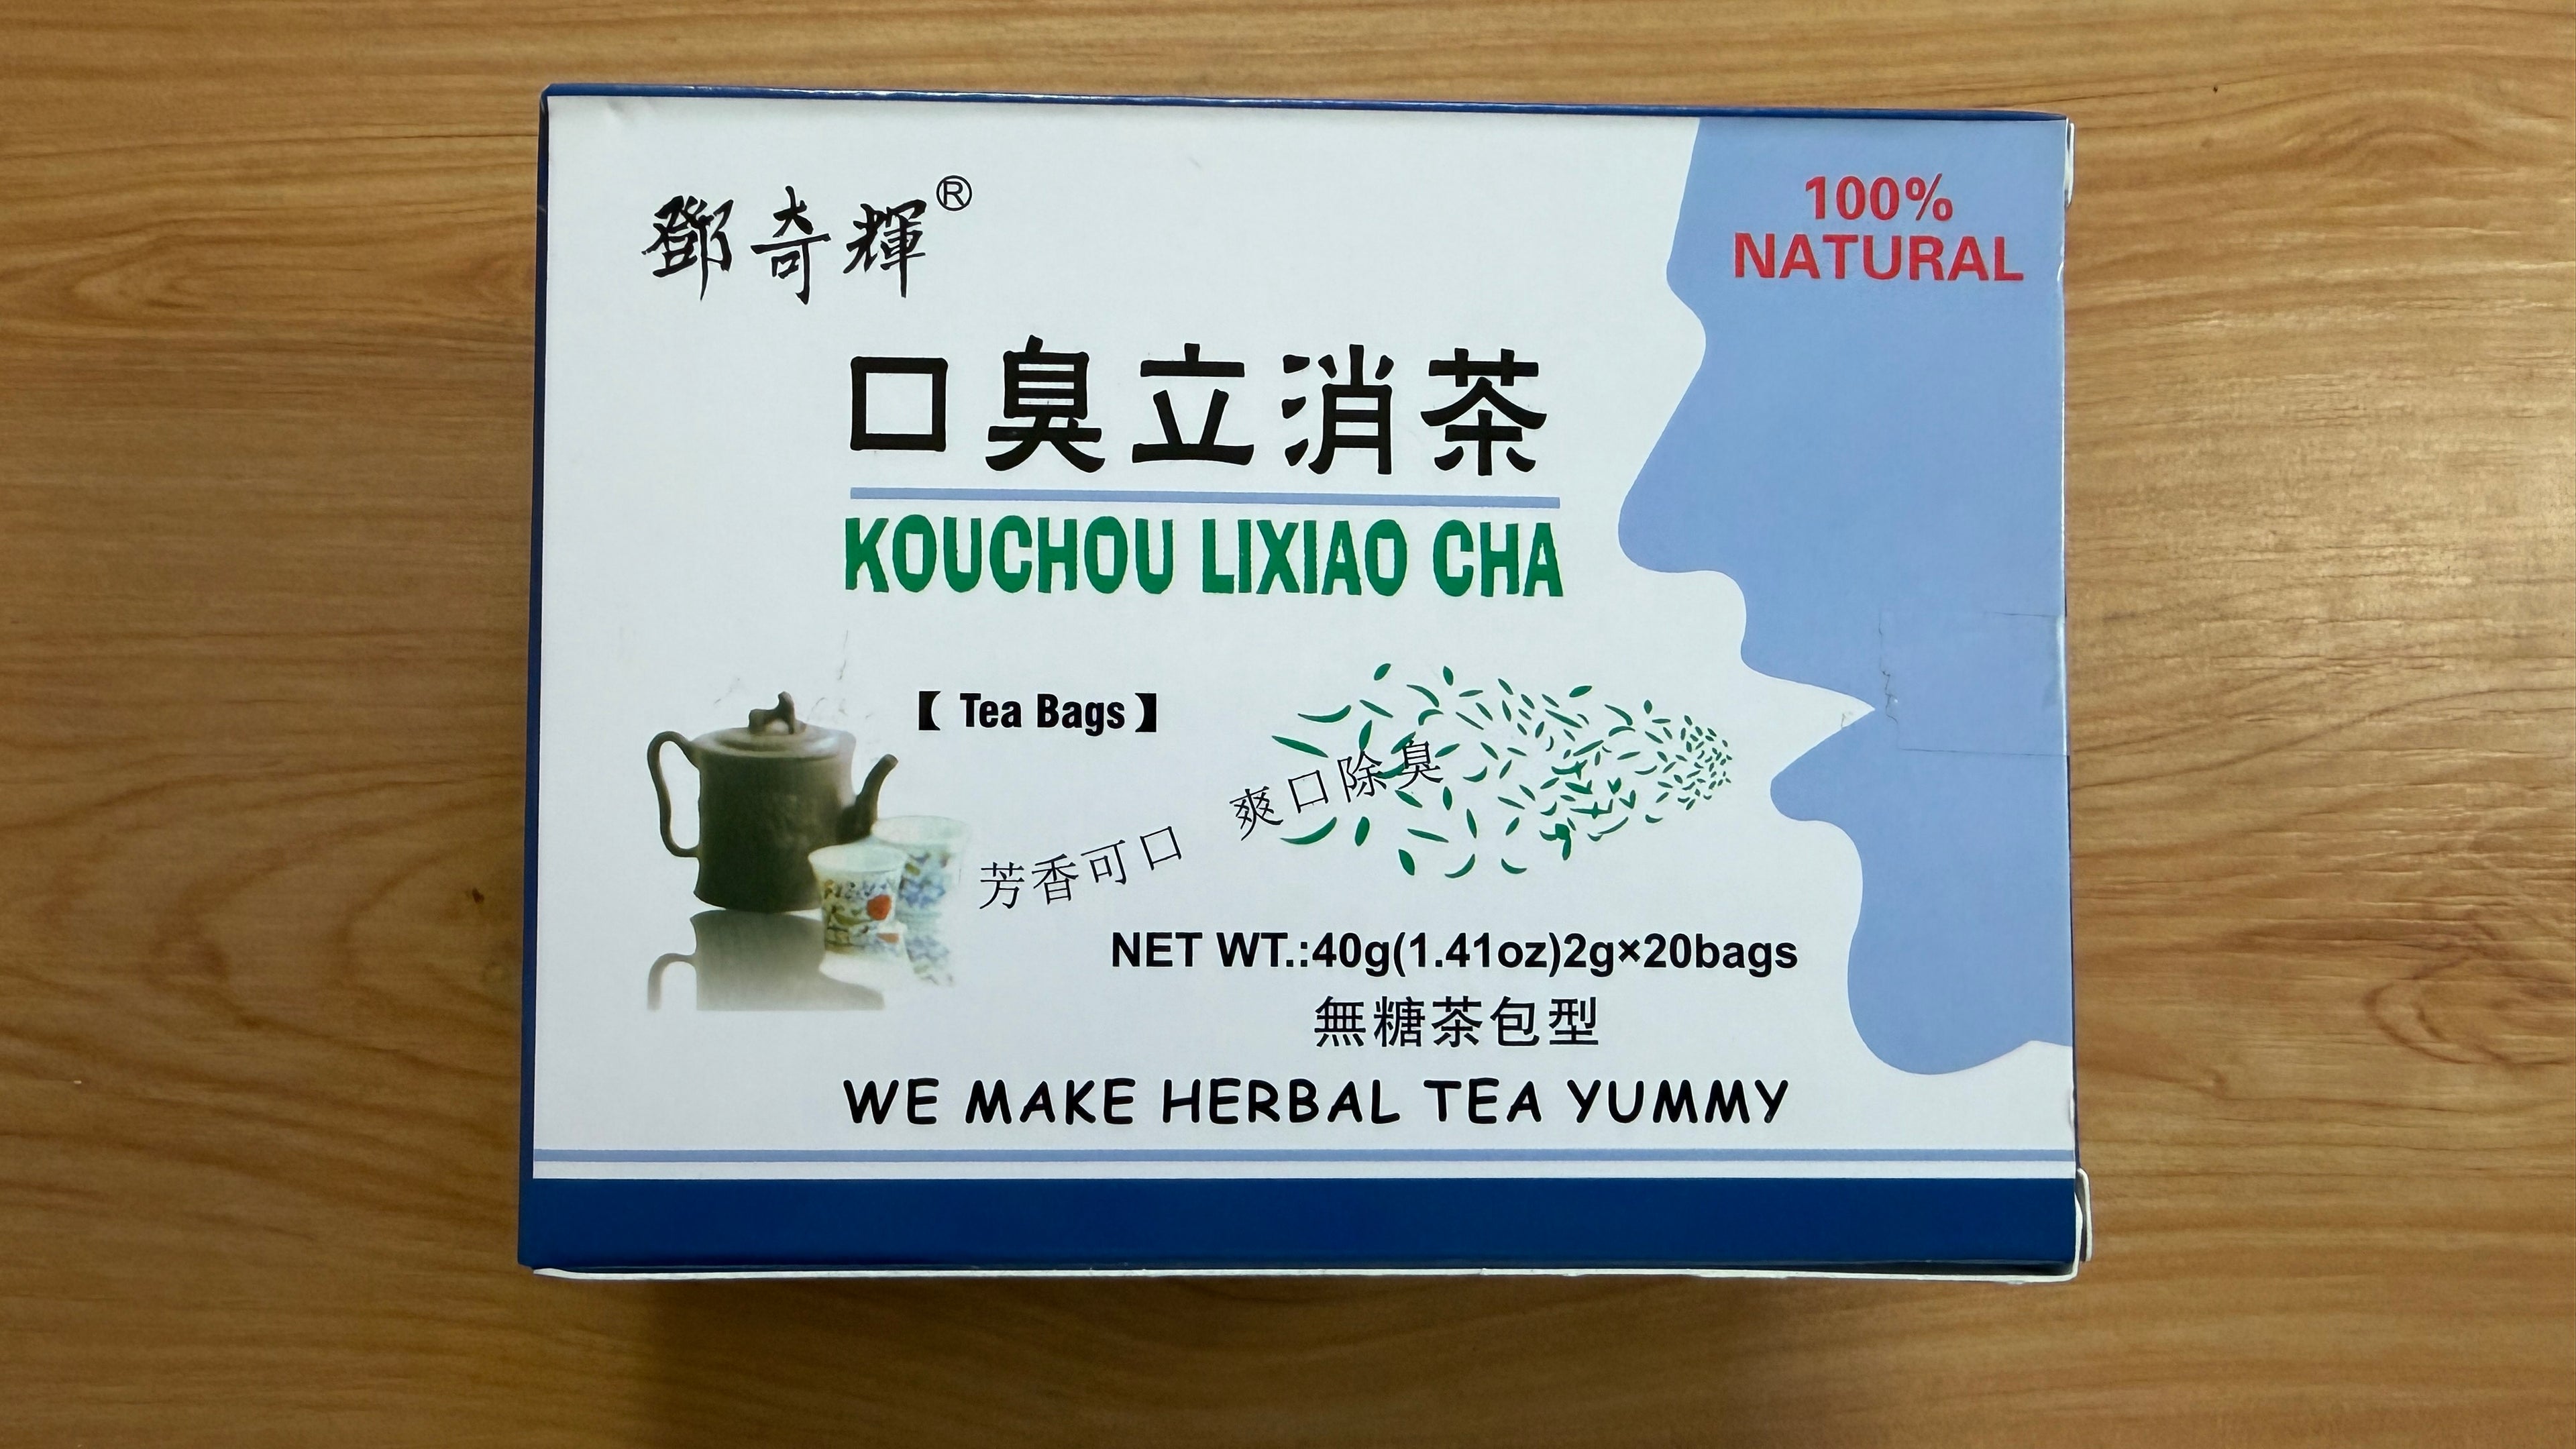 鄧奇輝®
100%
NATURAL
口臭立消茶
KOUCHOU LIXIAO CHA
【 Tea Bags 】
芳香可口 爽口除臭
NET WT.:40g(1.41oz)2g×20bags
無糖茶包型
WE MAKE HERBAL TEA YUMMY